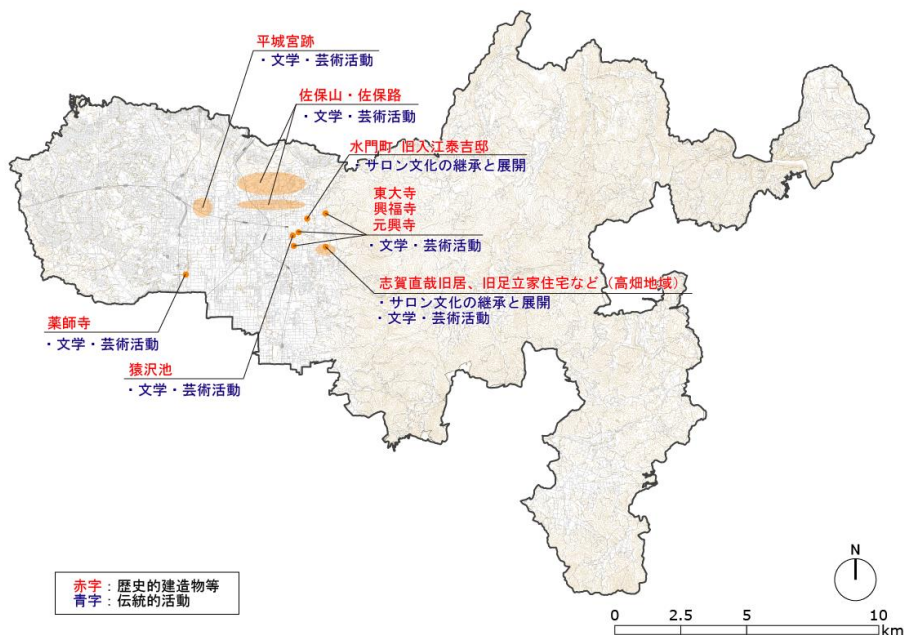 平城宮跡
・文学・芸術活動
佐保山・佐保路
・文学・芸術活動
水門町 旧入江泰吉邸
・サロン文化の継承と展開
東大寺
興福寺
元興寺
・文学・芸術活動
志賀直哉旧居、旧足立家住宅など（高畑地域）
・サロン文化の継承と展開
・文学・芸術活動
薬師寺
・文学・芸術活動
猿沢池
・文学・芸術活動
赤字：歴史的建造物等
青字：伝統的活動
N
0 2.5 5 10
km